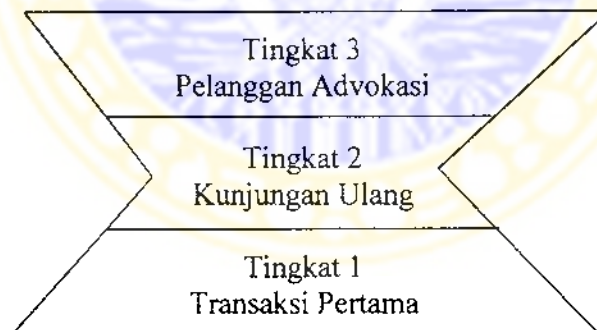 Tingkat 3
Pelanggan Advokasi
Tingkat 2
Kunjungan Ulang
Tingkat 1
Transaksi Pertama